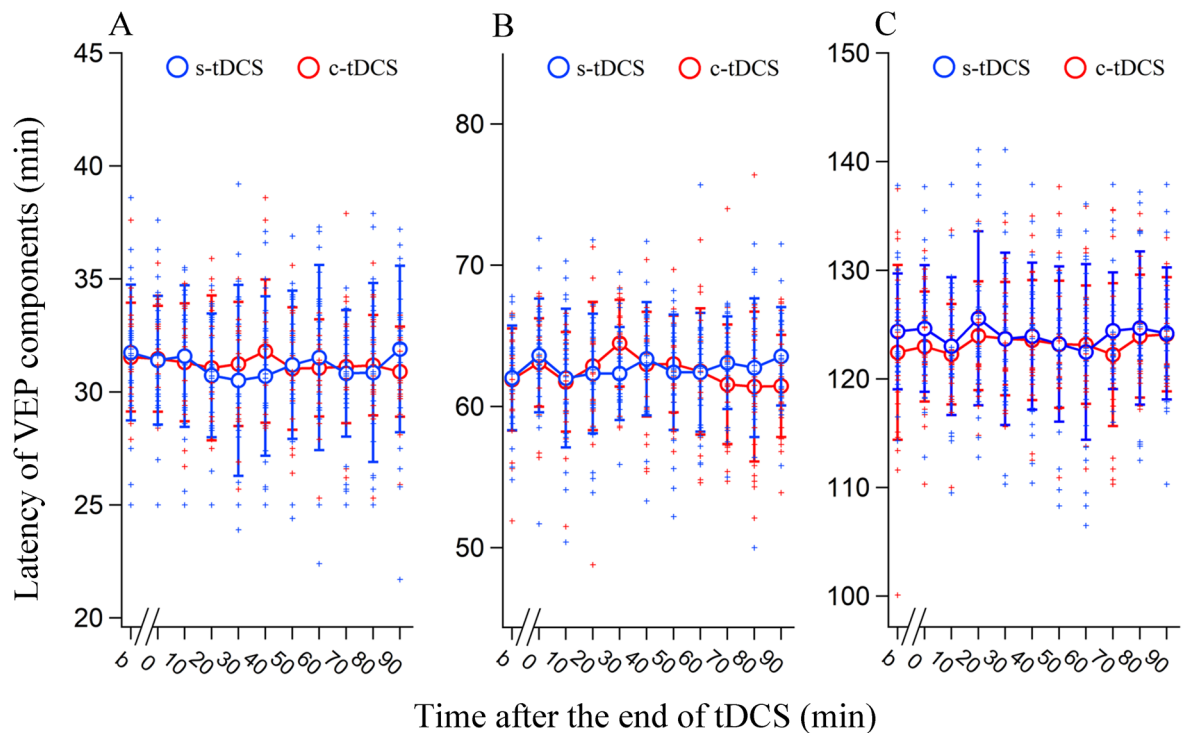 A
B
C
s-tDCS c-tDCS
s-tDCS c-tDCS
s-tDCS c-tDCS
Latency of VEP components (min)
45
40
35
30
25
20
80
70
60
50
150
140
130
120
110
100
b 0 10 20 30 40 50 60 70 80 90
b 0 10 20 30 40 50 60 70 80 90
b 0 10 20 30 40 50 60 70 80 90
Time after the end of tDCS (min)